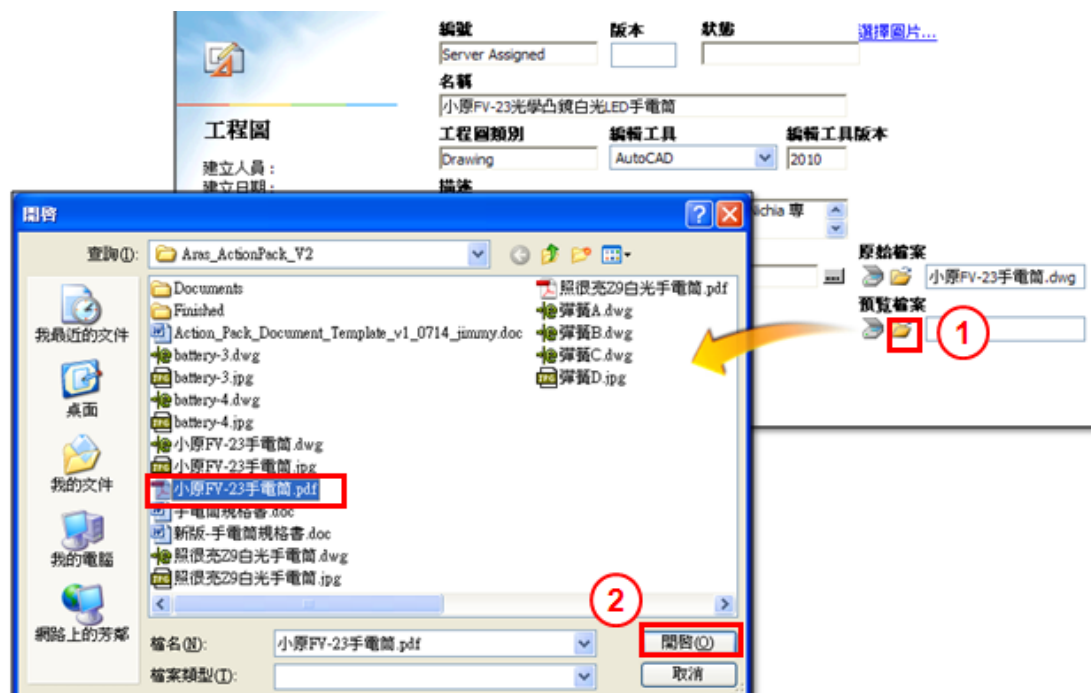 編號 版本 狀態 選擇圖片...
Server Assigned
名稱
小原FV-23光學凸鏡白光LED手電筒
工程圖
工程圖類別 編輯工具 編輯工具版本
Drawing AutoCAD 2010
建立人員 :
建立日期 :
描述
Nichia 專
原始檔案
小原FV-23手電筒.dwg
預覽檔案
1
開啟
查詢(I): Aras_ActionPack_V2
我最近的文件
桌面
我的文件
我的電腦
網路上的芳鄰
Documents
Finished
Action_Pack_Document_Template_v1_0714_jimmy.doc
battery-3.dwg
battery-3.jpg
battery-4.dwg
battery-4.jpg
小原FV-23手電筒.dwg
小原FV-23手電筒.jpg
小原FV-23手電筒.pdf
手電筒規格書.doc
新版-手電筒規格書.doc
照很亮Z9白光手電筒.dwg
照很亮Z9白光手電筒.jpg
照很亮Z9白光手電筒.pdf
彈簧A.dwg
彈簧B.dwg
彈簧C.dwg
彈簧D.jpg
2
檔名(N): 小原FV-23手電筒.pdf 開啟(O)
檔案類型(T): 取消